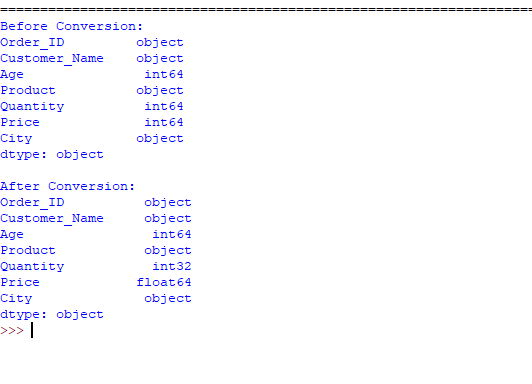 ================================================================================
Before Conversion:
Order_ID         object
Customer_Name    object
Age               int64
Product          object
Quantity          int64
Price             int64
City             object
dtype: object

After Conversion:
Order_ID          object
Customer_Name     object
Age                int64
Product           object
Quantity           int32
Price            float64
City              object
dtype: object
>>>